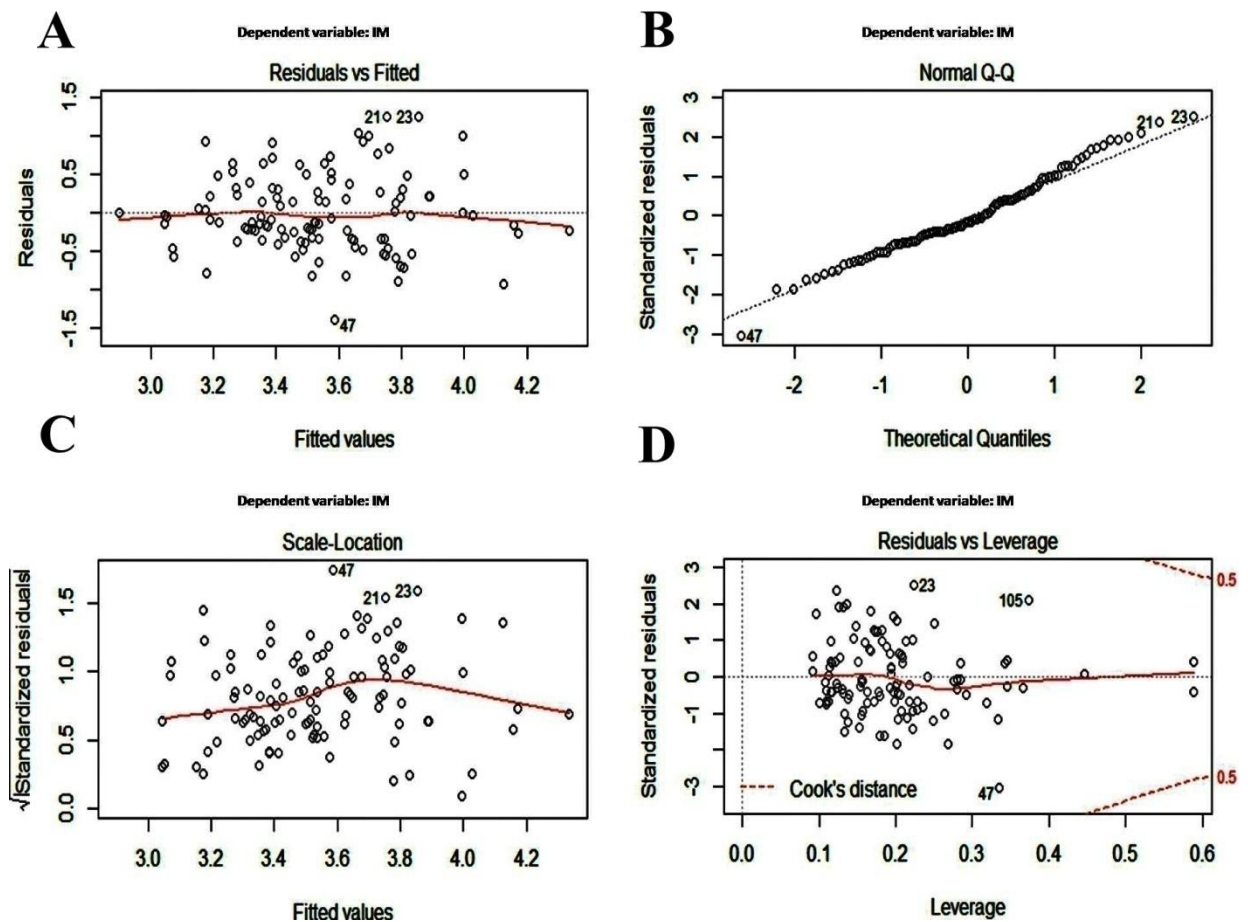 A
Dependent variable: IM
Residuals vs Fitted
1.5
0.5
-0.5
-1.5
Residuals
21
23
47
3.0 3.2 3.4 3.6 3.8 4.0 4.2
Fitted values
B
Dependent variable: IM
Normal Q-Q
3
2
1
0
-1
-2
-3
Standardized residuals
21
23
47
-2 -1 0 1 2
Theoretical Quantiles
C
Dependent variable: IM
Scale-Location
1.5
1.0
0.5
0.0
√|Standardized residuals|
47
21
23
3.0 3.2 3.4 3.6 3.8 4.0 4.2
Fitted values
D
Dependent variable: IM
Residuals vs Leverage
3
2
1
0
-1
-3
Standardized residuals
23
105
47
0.5
0.5
Cook's distance
0.0 0.1 0.2 0.3 0.4 0.5 0.6
Leverage